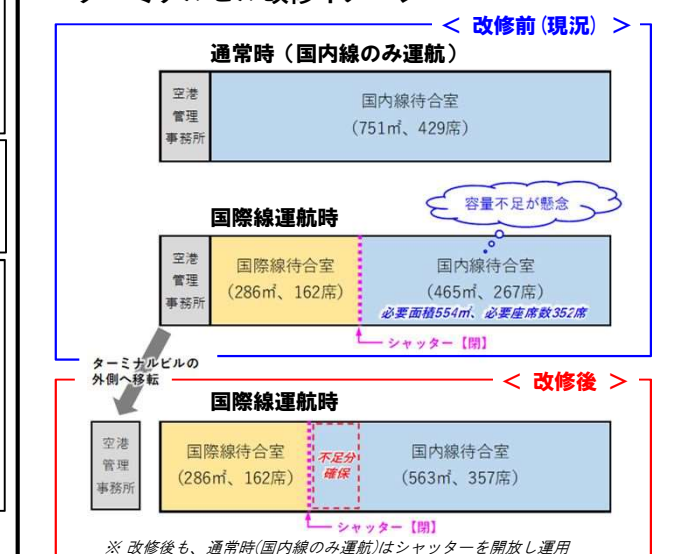 ＜ 改修前(現況) ＞
通常時（国内線のみ運航）
空港
管理
事務所
国内線待合室
(751㎡、429席)
容量不足が懸念
国際線運航時
空港
管理
事務所
国際線待合室
(286㎡、162席)
国内線待合室
(465㎡、267席)
必要面積554㎡、必要座席数352席
シャッター【閉】
ターミナルビルの
外側へ移転
＜ 改修後 ＞
国際線運航時
空港
管理
事務所
国際線待合室
(286㎡、162席)
不足分
確保
国内線待合室
(563㎡、357席)
シャッター【閉】
※ 改修後も、通常時(国内線のみ運航)はシャッターを開放し運用